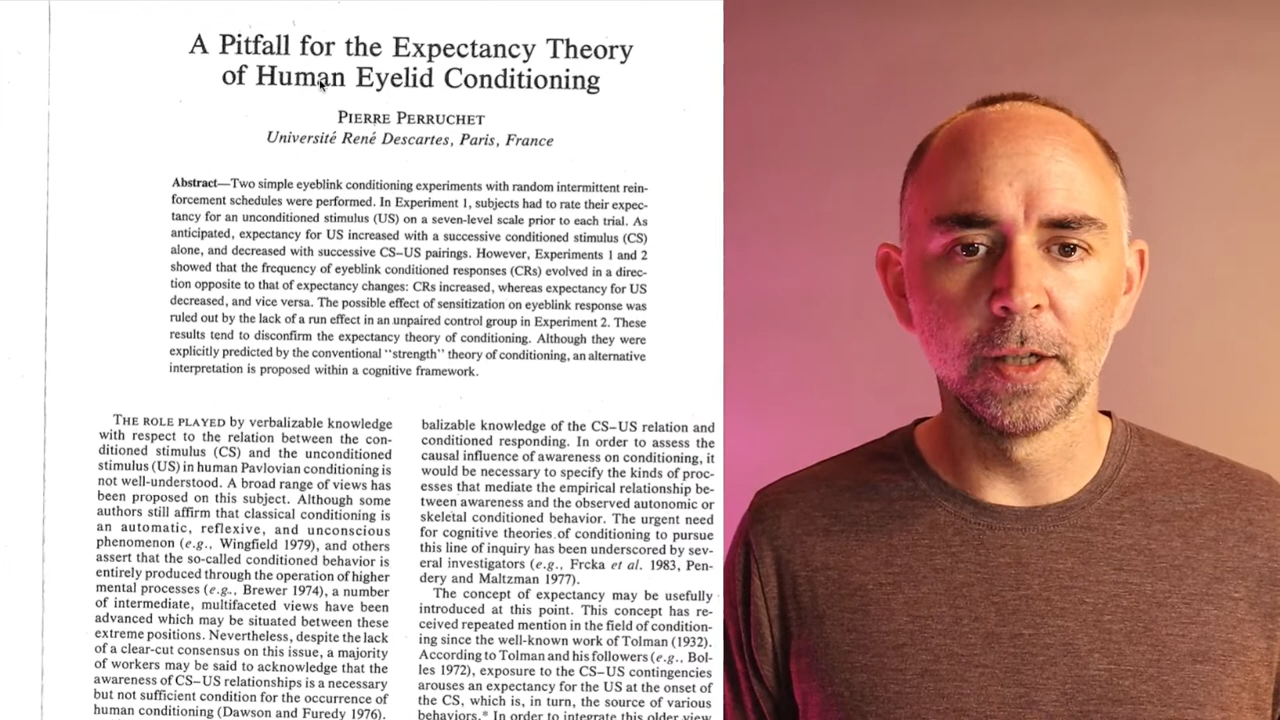 A Pitfall for the Expectancy Theory
of Human Eyelid Conditioning
PIERRE PERRUCHET
Université René Descartes, Paris, France
Abstract—Two simple eyeblink conditioning experiments with random intermittent rein-
forcement schedules were performed. In Experiment 1, subjects had to rate their expec-
tancy for an unconditioned stimulus (US) on a seven-level scale prior to each trial. As
anticipated, expectancy for US increased with a successive conditioned stimulus (CS)
alone, and decreased with successive CS–US pairings. However, Experiments 1 and 2
showed that the frequency of eyeblink conditioned responses (CRs) evolved in a direc-
tion opposite to that of expectancy changes: CRs increased, whereas expectancy for US
decreased, and vice versa. The possible effect of sensitization on eyeblink response was
ruled out by the lack of a run effect in an unpaired control group in Experiment 2. These
results tend to disconfirm the expectancy theory of conditioning. Although they were
explicitly predicted by the conventional "strength" theory of conditioning, an alternative
interpretation is proposed within a cognitive framework.
THE ROLE PLAYED by verbalizable knowledge
with respect to the relation between the con-
ditioned stimulus (CS) and the unconditioned
stimulus (US) in human Pavlovian conditioning is
not well-understood. A broad range of views has
been proposed on this subject. Although some
authors still affirm that classical conditioning is
an automatic, reflexive, and unconscious
phenomenon (e.g., Wingfield 1979), and others
assert that the so-called conditioned behavior is
entirely produced through the operation of higher
mental processes (e.g., Brewer 1974), a number
of intermediate, multifaceted views have been
advanced which may be situated between these
extreme positions. Nevertheless, despite the lack
of a clear-cut consensus on this issue, a majority
of workers may be said to acknowledge that the
awareness of CS–US relationships is a necessary
but not sufficient condition for the occurrence of
human conditioning (Dawson and Furedy 1976).
balizable knowledge of the CS–US relation and
conditioned responding. In order to assess the
causal influence of awareness on conditioning, it
would be necessary to specify the kinds of proc-
esses that mediate the empirical relationship be-
tween awareness and the observed autonomic or
skeletal conditioned behavior. The urgent need
for cognitive theories of conditioning to pursue
this line of inquiry has been underscored by sev-
eral investigators (e.g., Frcka et al. 1983, Pen-
dery and Maltzman 1977).
The concept of expectancy may be usefully
introduced at this point. This concept has re-
ceived repeated mention in the field of condition-
ing since the well-known work of Tolman (1932).
According to Tolman and his followers (e.g., Bol-
les 1972), exposure to the CS–US contingencies
arouses an expectancy for the US at the onset of
the CS, which is, in turn, the source of various
behaviors.* In order to integrate this older view